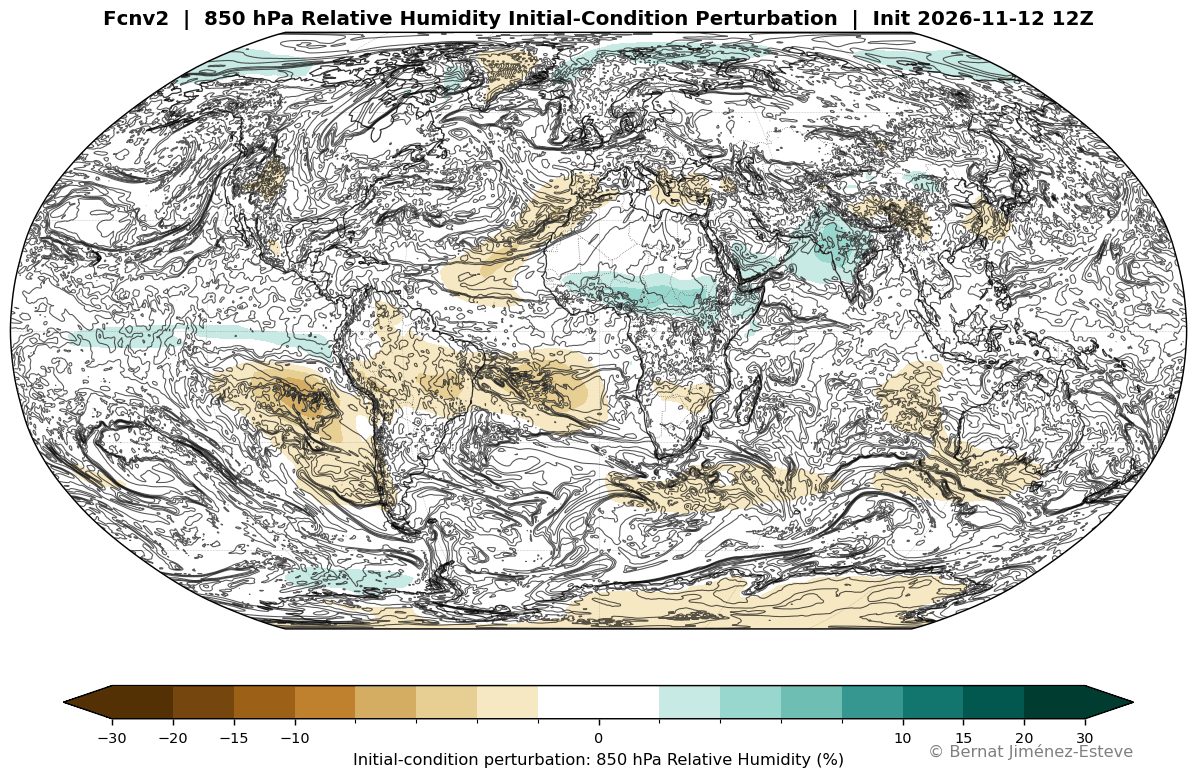 Fcnv2 | 850 hPa Relative Humidity Initial-Condition Perturbation | Init 2026-11-12 12Z
−30 −20 −15 −10 0 10 15 20 30
Initial-condition perturbation: 850 hPa Relative Humidity (%)
© Bernat Jiménez-Esteve